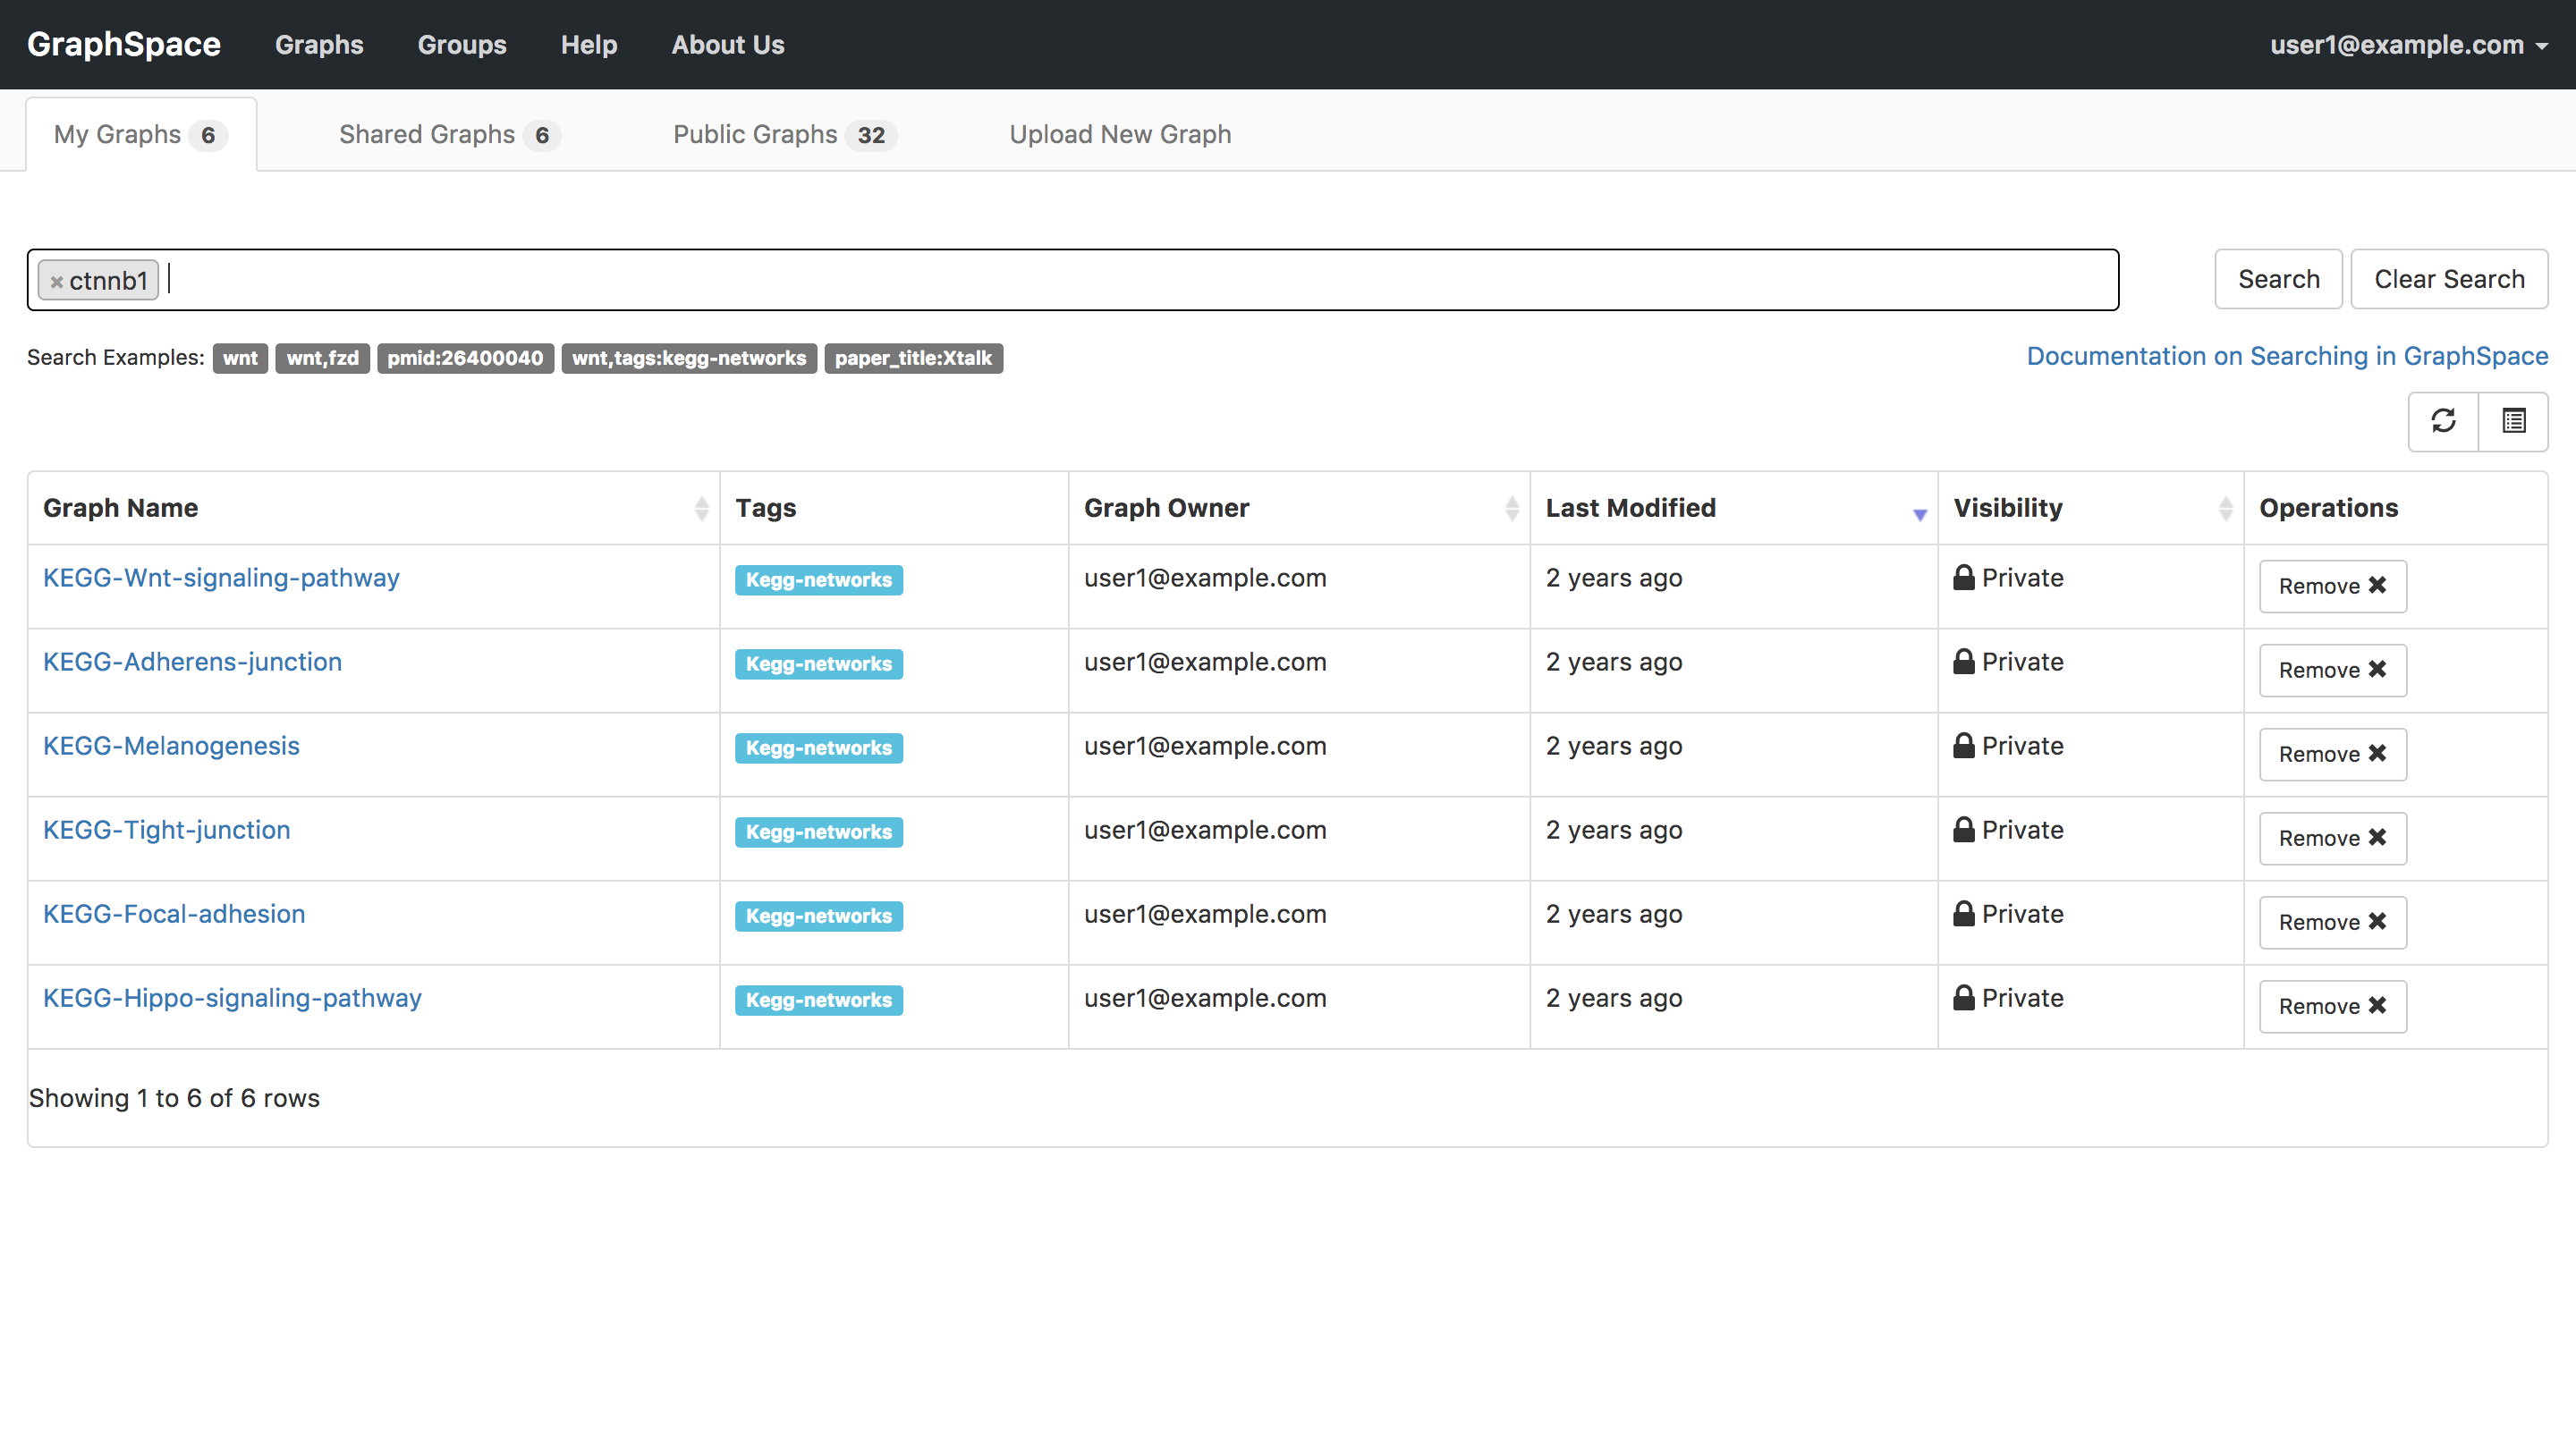 GraphSpace Graphs Groups Help About Us user1@example.com
My Graphs 6 Shared Graphs 6 Public Graphs 32 Upload New Graph
ctnnb1 Search Clear Search
Search Examples: wnt wnt,fzd pmid:26400040 wnt,tags:kegg-networks paper_title:Xtalk Documentation on Searching in GraphSpace
Graph Name Tags Graph Owner Last Modified Visibility Operations
KEGG-Wnt-signaling-pathway Kegg-networks user1@example.com 2 years ago Private Remove
KEGG-Adherens-junction Kegg-networks user1@example.com 2 years ago Private Remove
KEGG-Melanogenesis Kegg-networks user1@example.com 2 years ago Private Remove
KEGG-Tight-junction Kegg-networks user1@example.com 2 years ago Private Remove
KEGG-Focal-adhesion Kegg-networks user1@example.com 2 years ago Private Remove
KEGG-Hippo-signaling-pathway Kegg-networks user1@example.com 2 years ago Private Remove
Showing 1 to 6 of 6 rows